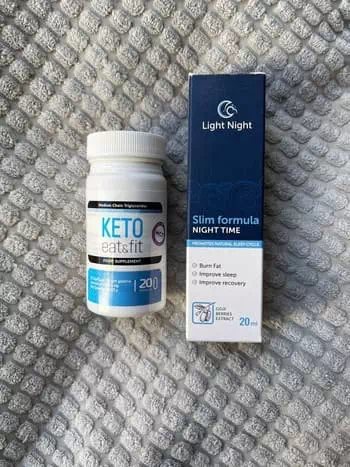 Medium Chain Triglycerides
KETO
eat&fit
FOOD SUPPLEMENT
20
Light Night
Slim formula
NIGHT TIME
PROMOTES NATURAL SLEEP CYCLE
Burn Fat
Improve sleep
Improve recovery
GOJI
BERRIES
EXTRACT
20 ml